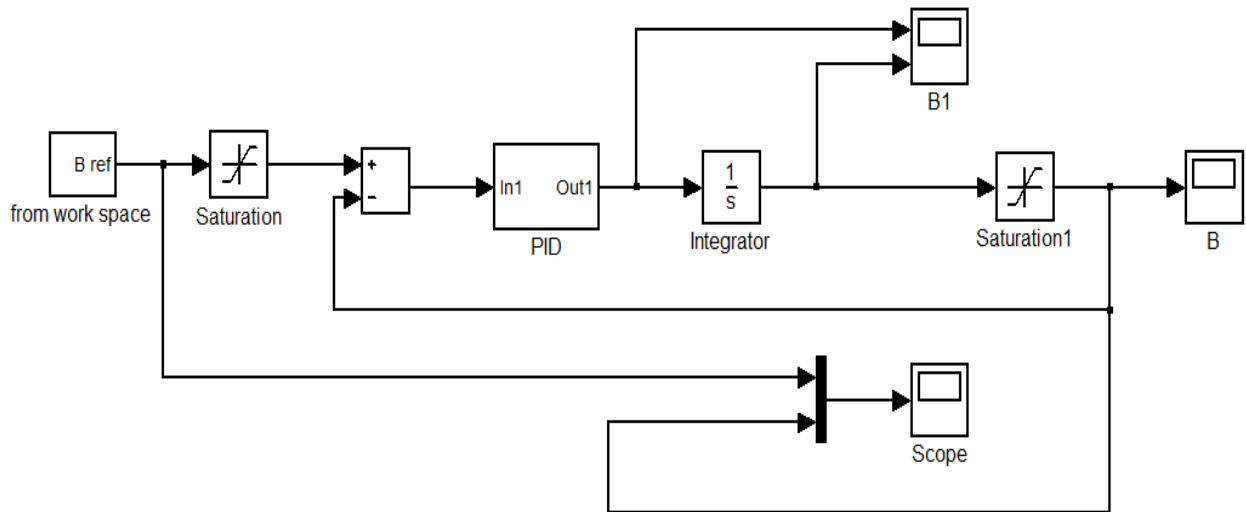 B1
B ref
from work space
Saturation
+
-
In1 Out1
PID
1
s
Integrator
Saturation1
B
Scope